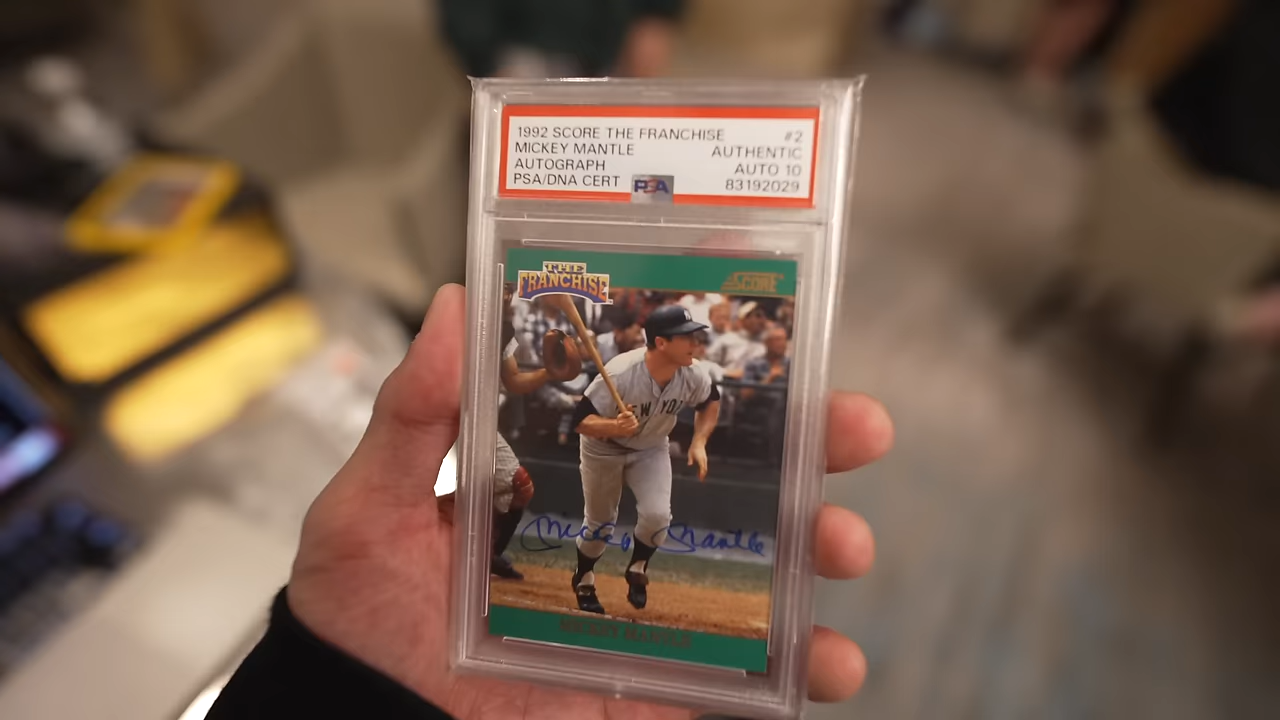 1992 SCORE THE FRANCHISE #2
MICKEY MANTLE AUTHENTIC
AUTOGRAPH AUTO 10
PSA/DNA CERT PSA 83192029
THE
FRANCHISE
SCORE
NEW YO
Mickey Mantle
MICKEY MANTLE